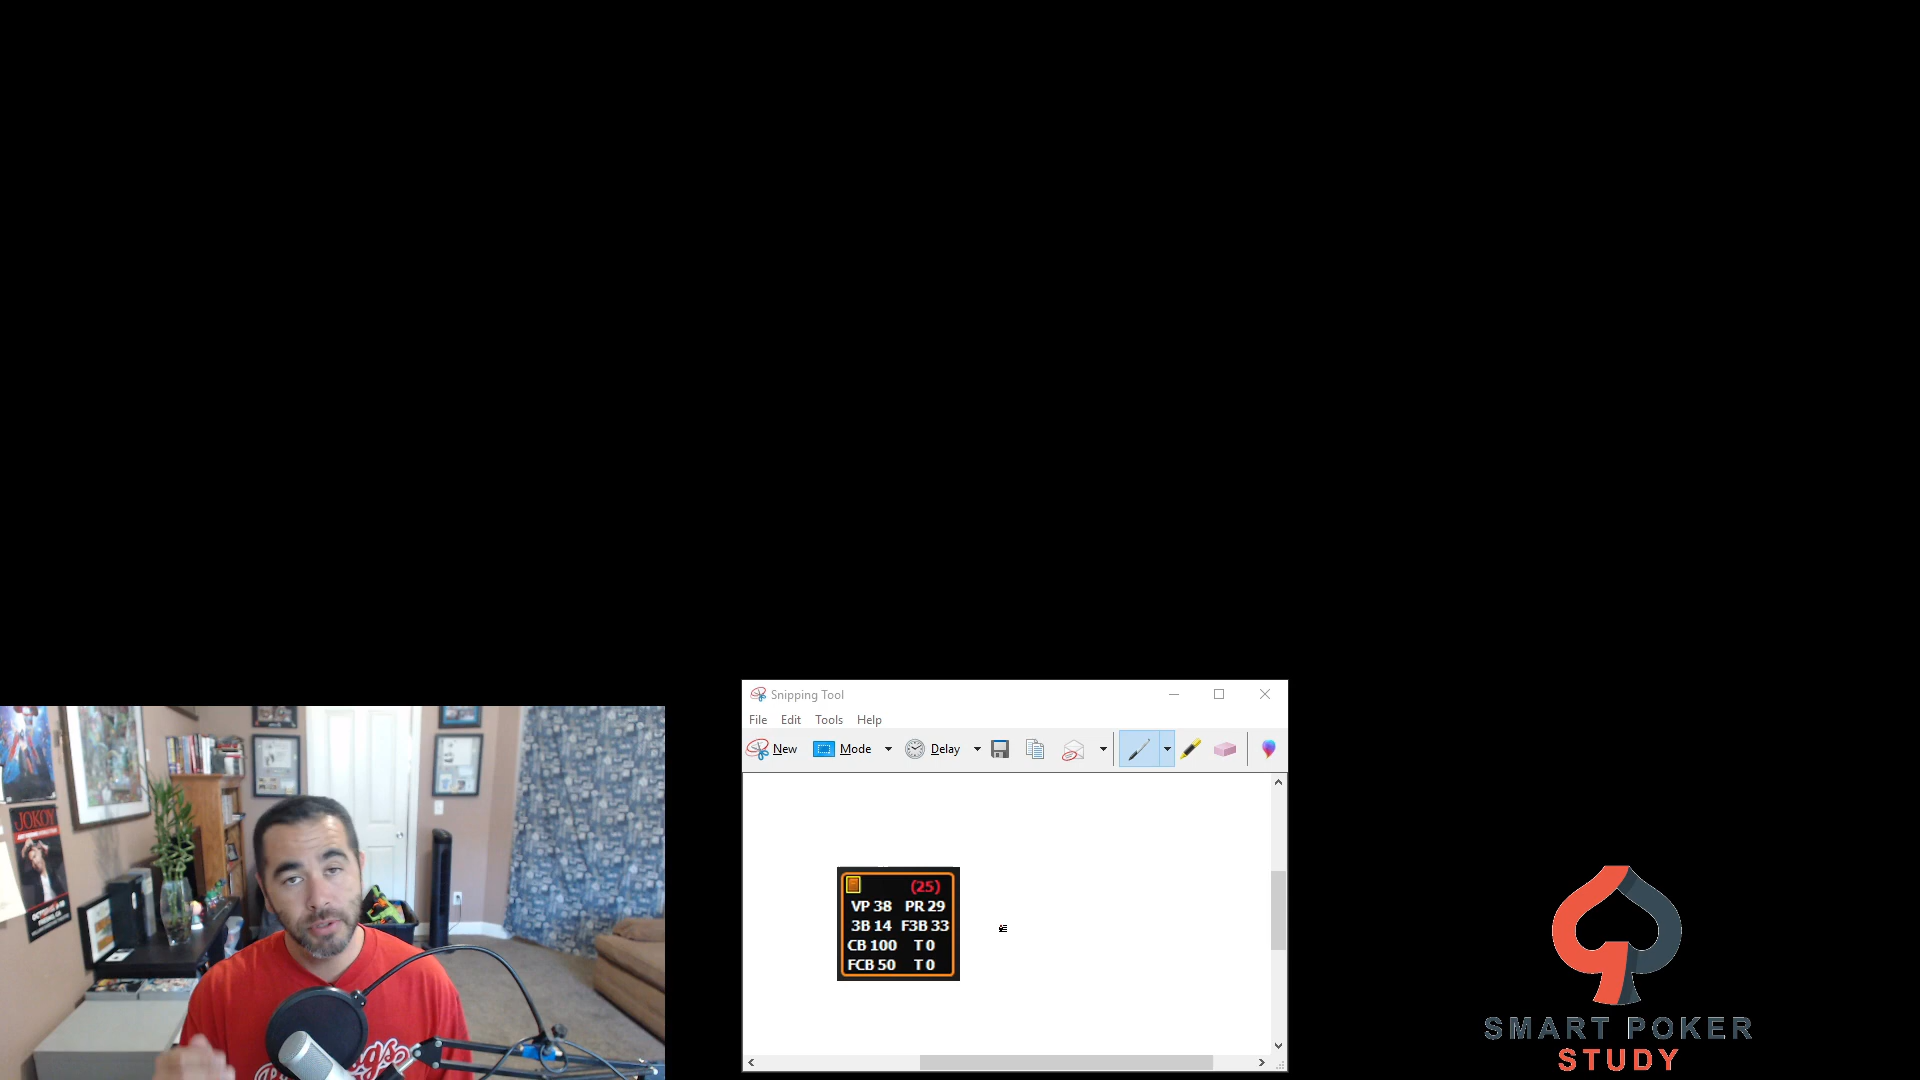 Snipping Tool
File Edit Tools Help
New Mode Delay
(25)
VP 38 PR 29
3B 14 F3B 33
CB 100 T 0
FCB 50 T 0
JOKOY
SMART POKER
STUDY